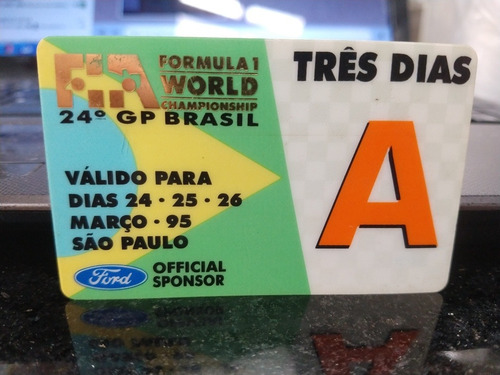 FIA FORMULA 1
WORLD
CHAMPIONSHIP
24º GP BRASIL
TRÊS DIAS
VÁLIDO PARA
DIAS 24 · 25 · 26
MARÇO · 95
SÃO PAULO
Ford OFFICIAL
SPONSOR
A